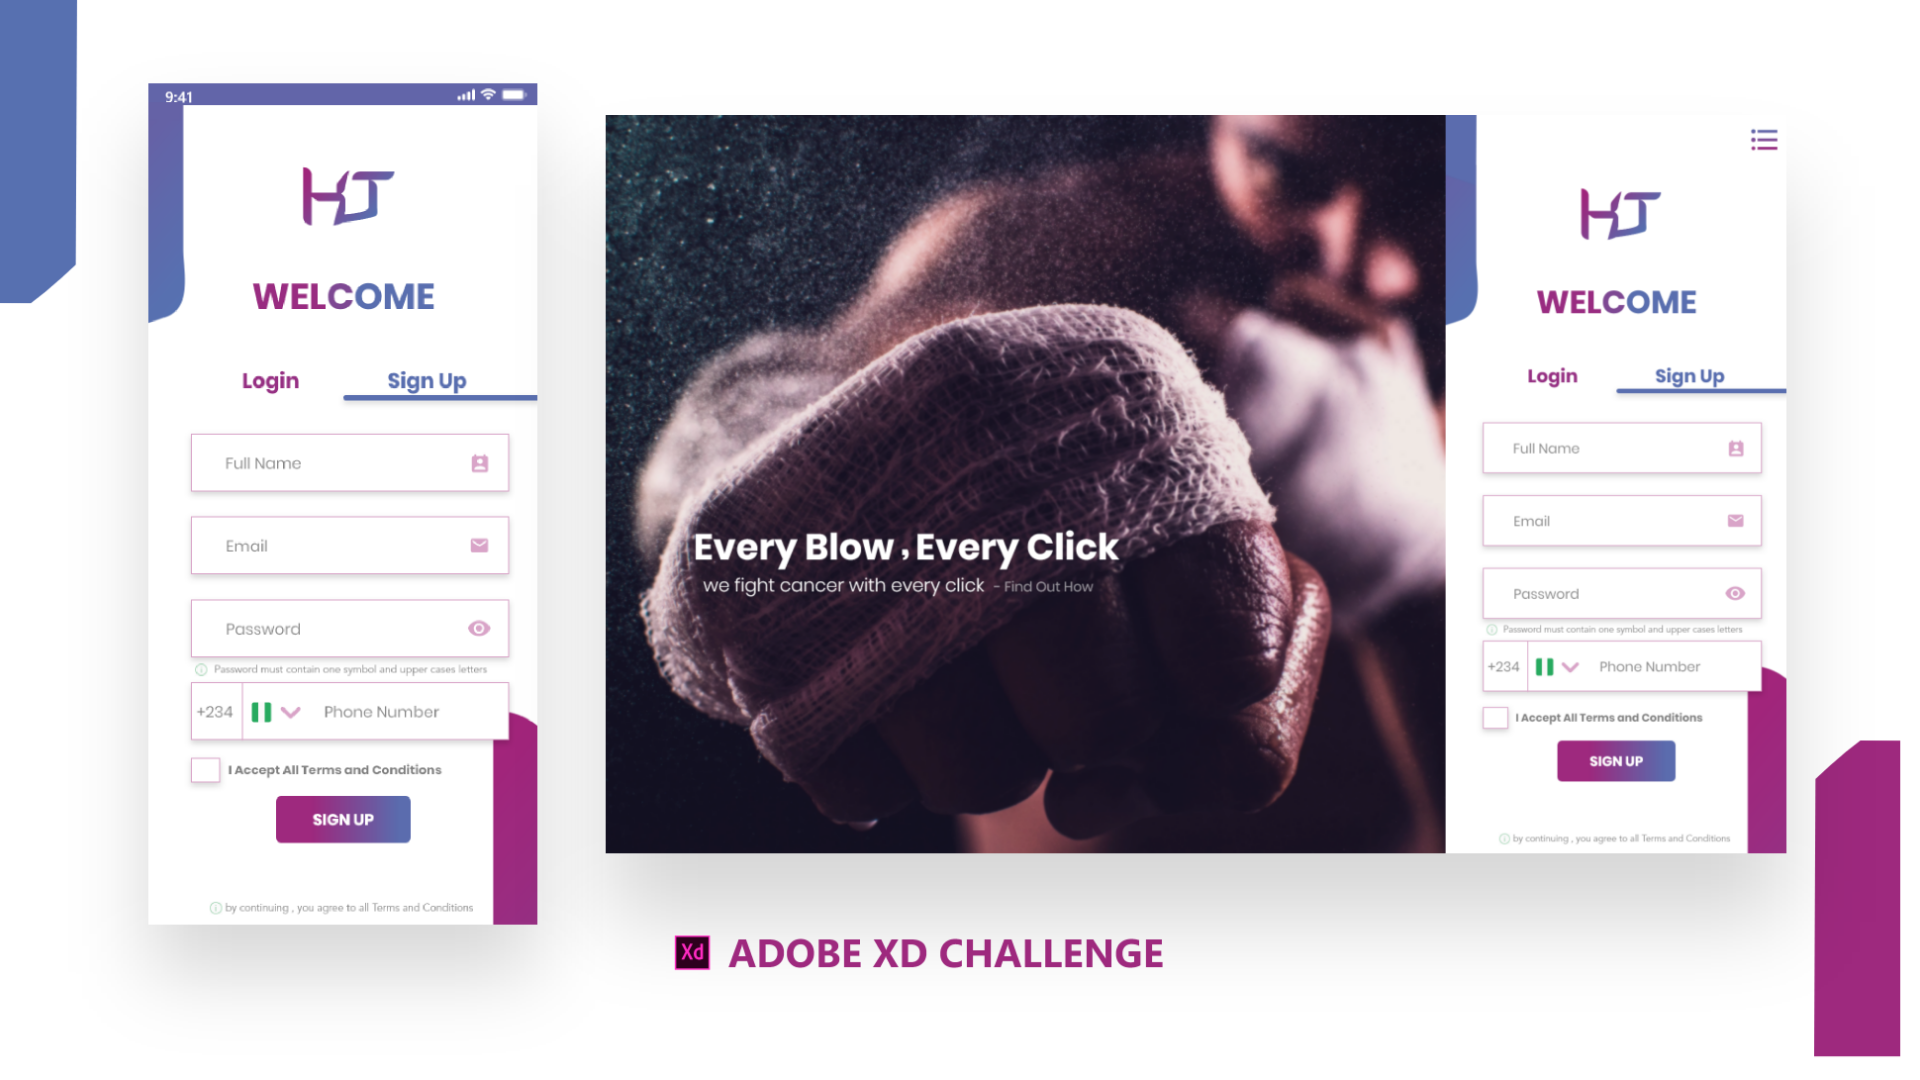 9:41
HJ
WELCOME
Login Sign Up
Full Name
Email
Password
Password must contain one symbol and upper cases letters
+234 Phone Number
I Accept All Terms and Conditions
SIGN UP
by continuing , you agree to all Terms and Conditions
Every Blow , Every Click
we fight cancer with every click - Find Out How
HJ
WELCOME
Login Sign Up
Full Name
Email
Password
Password must contain one symbol and upper cases letters
+234 Phone Number
I Accept All Terms and Conditions
SIGN UP
by continuing , you agree to all Terms and Conditions
Xd ADOBE XD CHALLENGE